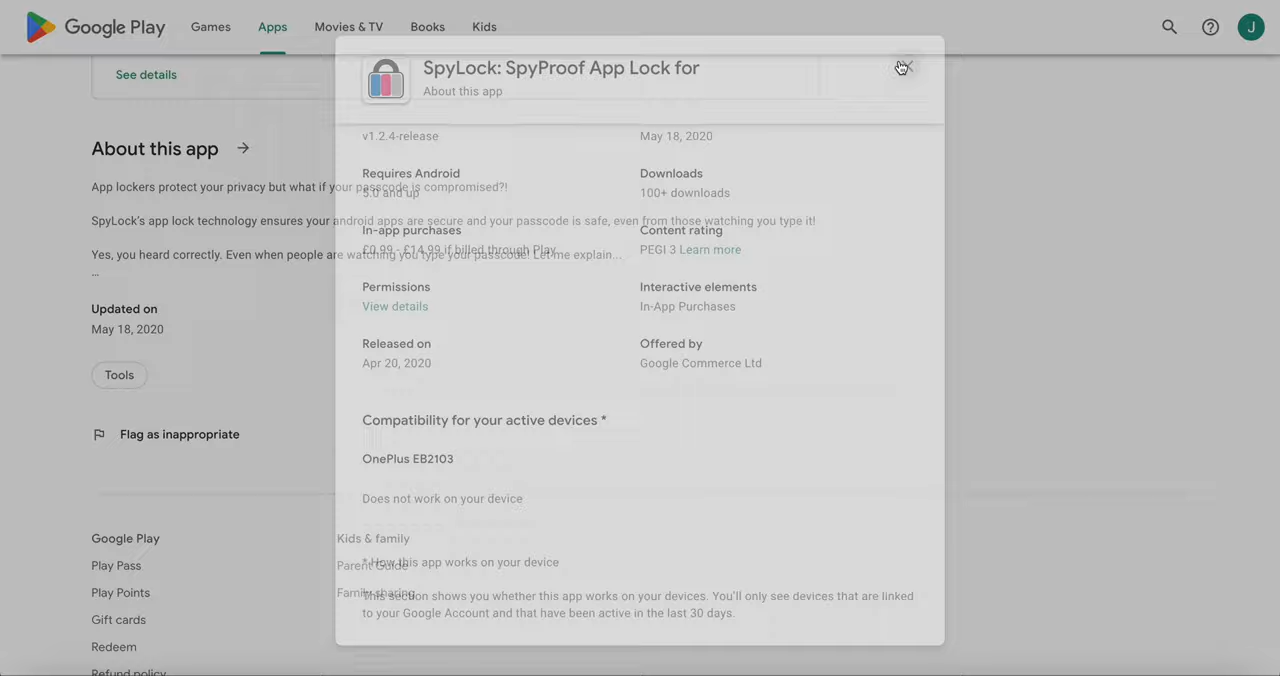 Google Play
Games
Apps
Movies & TV
Books
Kids
J
SpyLock: SpyProof App Lock for
About this app
See details
v1.2.4-release
May 18, 2020
About this app
Requires Android
5.0 and up
Downloads
100+ downloads
App lockers protect your privacy but what if your passcode is compromised?!
SpyLock's app lock technology ensures your android apps are secure and your passcode is safe, even from those watching you type it!
In-app purchases
£0.99 - £14.99 if billed through Play
Content rating
PEGI 3 Learn more
Yes, you heard correctly. Even when people are watching you type your passcode! Let me explain...
…
Permissions
View details
Interactive elements
In-App Purchases
Updated on
May 18, 2020
Released on
Apr 20, 2020
Offered by
Google Commerce Ltd
Tools
Compatibility for your active devices *
Flag as inappropriate
OnePlus EB2103
Does not work on your device
Google Play
Play Pass
Play Points
Gift cards
Redeem
Refund policy
Kids & family
Parent Guide
Family sharing
* How this app works on your device
This section shows you whether this app works on your devices. You'll only see devices that are linked
to your Google Account and that have been active in the last 30 days.